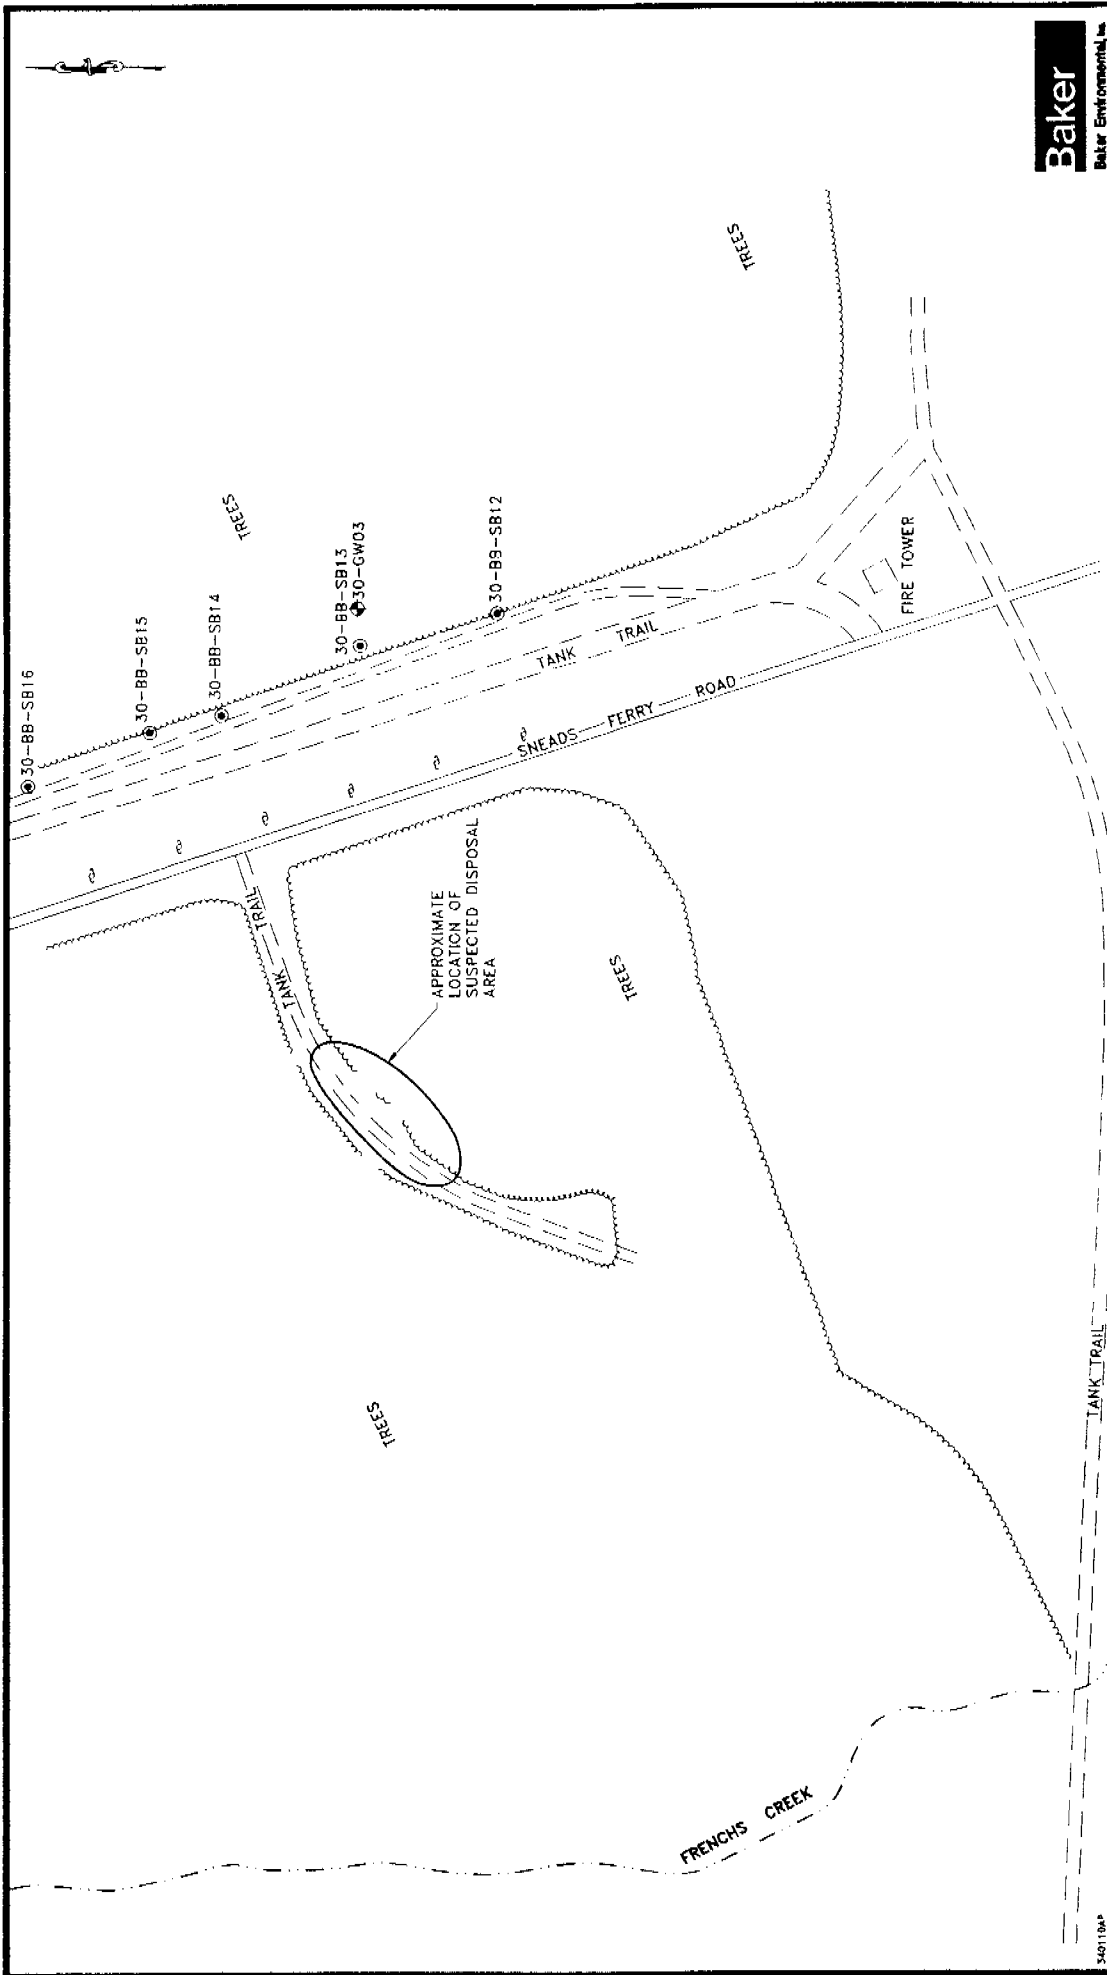 Baker
Baker Environmental, Inc.
TREES
TREES
30-BB-SB16
30-BB-SB15
30-BB-SB14
30-BB-SB13
30-GW03
30-BB-SB12
TANK TRAIL
SNEADS FERRY ROAD
FIRE TOWER
TANK TRAIL
APPROXIMATE
LOCATION OF
SUSPECTED DISPOSAL
AREA
TREES
TREES
TANK TRAIL
FRENCHS CREEK
340110AP